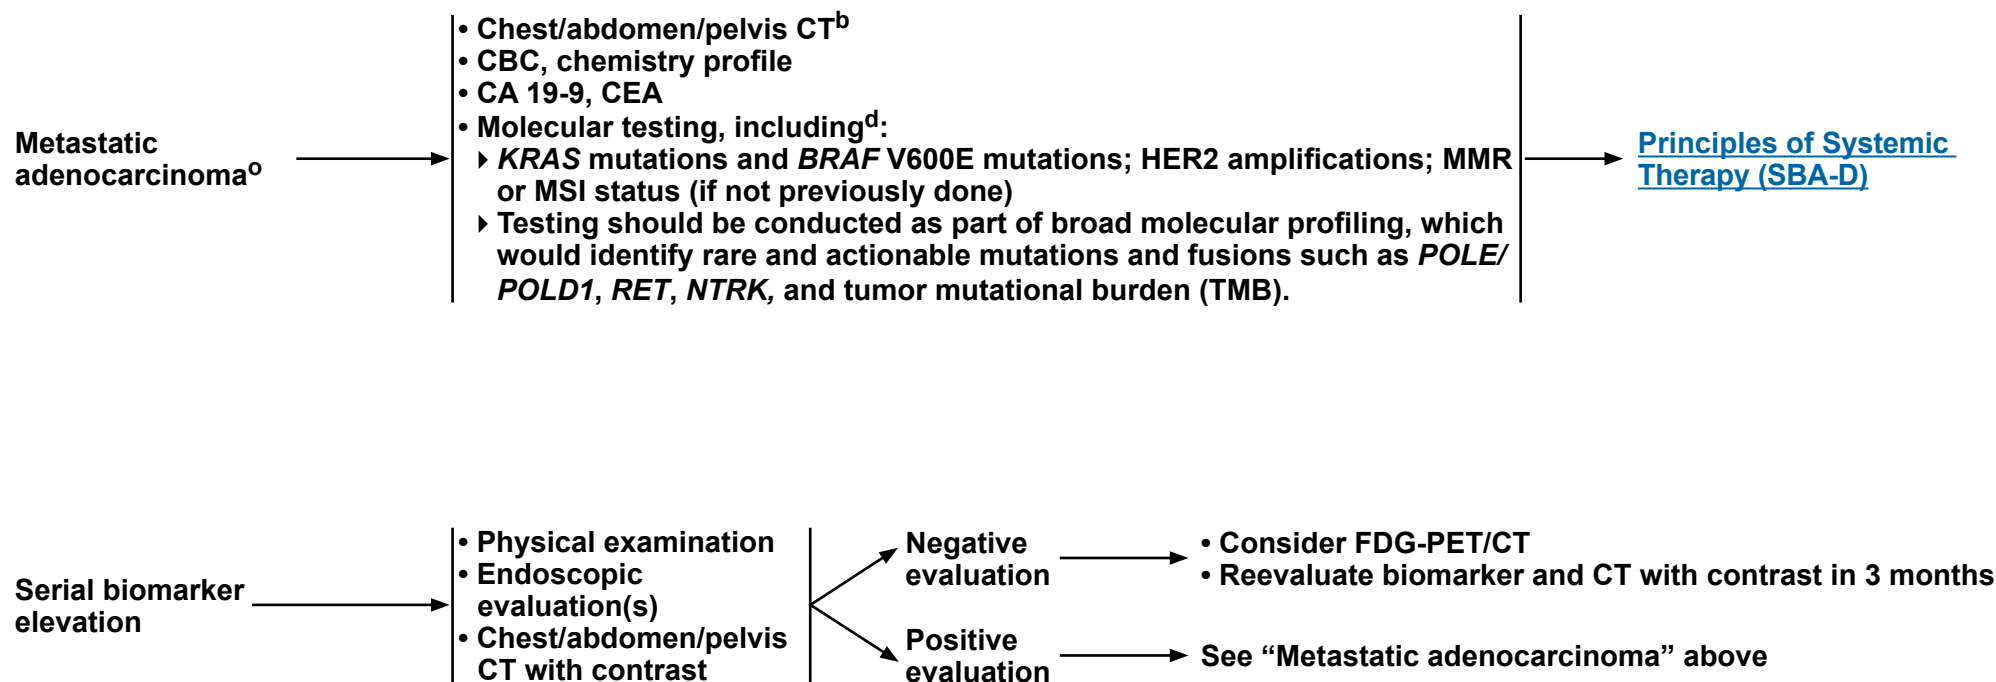 Metastatic
adenocarcinomaᵒ
• Chest/abdomen/pelvis CTᵇ
• CBC, chemistry profile
• CA 19-9, CEA
• Molecular testing, includingᵈ:
KRAS mutations and BRAF V600E mutations; HER2 amplifications; MMR
or MSI status (if not previously done)
Testing should be conducted as part of broad molecular profiling, which
would identify rare and actionable mutations and fusions such as POLE/
POLD1, RET, NTRK, and tumor mutational burden (TMB).
Principles of Systemic
Therapy (SBA-D)
Serial biomarker
elevation
• Physical examination
• Endoscopic
evaluation(s)
• Chest/abdomen/pelvis
CT with contrast
Negative
evaluation
• Consider FDG-PET/CT
• Reevaluate biomarker and CT with contrast in 3 months
Positive
evaluation
See “Metastatic adenocarcinoma” above